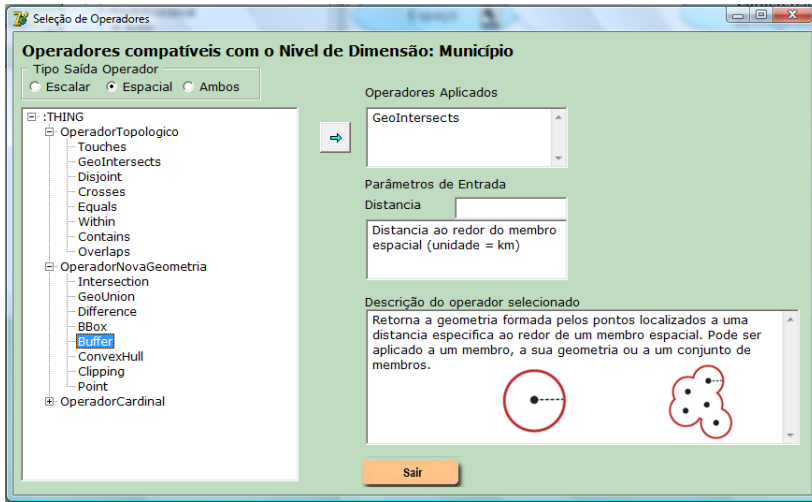 Seleção de Operadores
Operadores compatíveis com o Nivel de Dimensão: Município
Tipo Saída Operador
Escalar Espacial Ambos
:THING
OperadorTopologico
Touches
GeoIntersects
Disjoint
Crosses
Equals
Within
Contains
Overlaps
OperadorNovaGeometria
Intersection
GeoUnion
Difference
BBox
Buffer
ConvexHull
Clipping
Point
OperadorCardinal
Operadores Aplicados
GeoIntersects
Parâmetros de Entrada
Distancia
Distancia ao redor do membro
espacial (unidade = km)
Descrição do operador selecionado
Retorna a geometria formada pelos pontos localizados a uma
distancia especifica ao redor de um membro espacial. Pode ser
aplicado a um membro, a sua geometria ou a um conjunto de
membros.
Sair